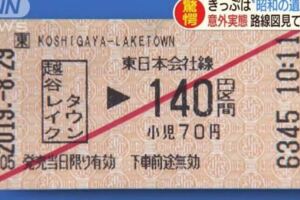 驚愕
きっぷは"昭和の遺
意外実態 路線図見て
東 KOSHIGAYA-LAKETOWN
越谷レイクタウン
東日本会社線
▶ 140円区間
小児70円
2019.-8.29
05 発売当日限り有効 下車前途無効
6345 10:11